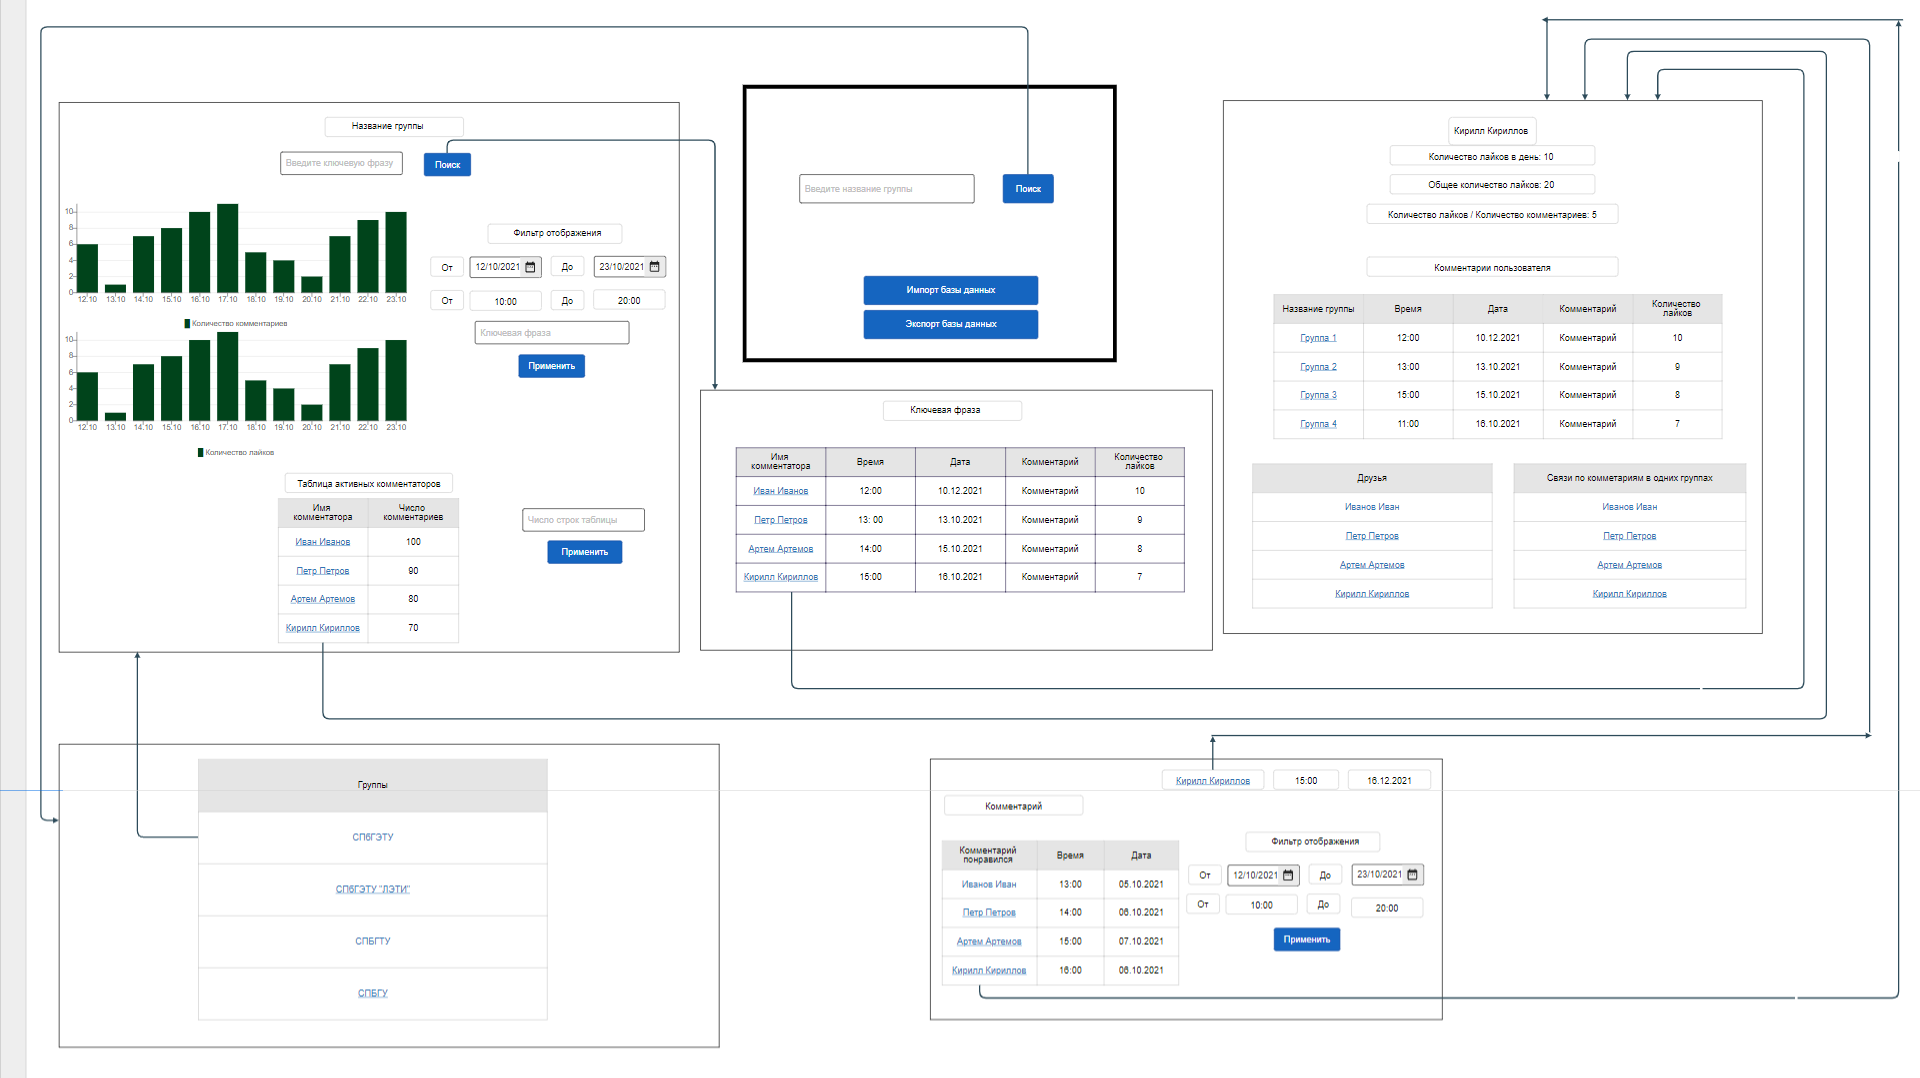 Название группы
Введите ключевую фразу
Поиск
10
8
6
4
2
0
12.10 13.10 14.10 15.10 16.10 17.10 18.10 19.10 20.10 21.10 22.10 23.10
Количество комментариев
10
8
6
4
2
0
12.10 13.10 14.10 15.10 16.10 17.10 18.10 19.10 20.10 21.10 22.10 23.10
Количество лайков
Фильтр отображения
От 12/10/2021 До 23/10/2021
От 10:00 До 20:00
Ключевая фраза
Применить
Таблица активных комментаторов
Имя комментатора Число комментариев
Иван Иванов 100
Петр Петров 90
Артем Артемов 80
Кирилл Кириллов 70
Число строк таблицы
Применить
Введите название группы
Поиск
Импорт базы данных
Экспорт базы данных
Ключевая фраза
Имя комментатора Время Дата Комментарий Количество лайков
Иван Иванов 12:00 10.12.2021 Комментарий 10
Петр Петров 13: 00 13.10.2021 Комментарий 9
Артем Артемов 14:00 15.10.2021 Комментарий 8
Кирилл Кириллов 15:00 16.10.2021 Комментарий 7
Кирилл Кириллов
Количество лайков в день: 10
Общее количество лайков: 20
Количество лайков / Количество комментариев: 5
Комментарии пользователя
Название группы Время Дата Комментарий Количество лайков
Группа 1 12:00 10.12.2021 Комментарий 10
Группа 2 13:00 13.10.2021 Комментарий 9
Группа 3 15:00 15.10.2021 Комментарий 8
Группа 4 11:00 16.10.2021 Комментарий 7
Друзья
Иванов Иван
Петр Петров
Артем Артемов
Кирилл Кириллов
Связи по комметариям в одних группах
Иванов Иван
Петр Петров
Артем Артемов
Кирилл Кириллов
Группы
СПбГЭТУ
СПбГЭТУ "ЛЭТИ"
СПБГТУ
СПБГУ
Кирилл Кириллов 15:00 16.12.2021
Комментарий
Комментарий понравился Время Дата
Иванов Иван 13:00 05.10.2021
Петр Петров 14:00 06.10.2021
Артем Артемов 15:00 07.10.2021
Кирилл Кириллов 16:00 06.10.2021
Фильтр отображения
От 12/10/2021 До 23/10/2021
От 10:00 До 20:00
Применить